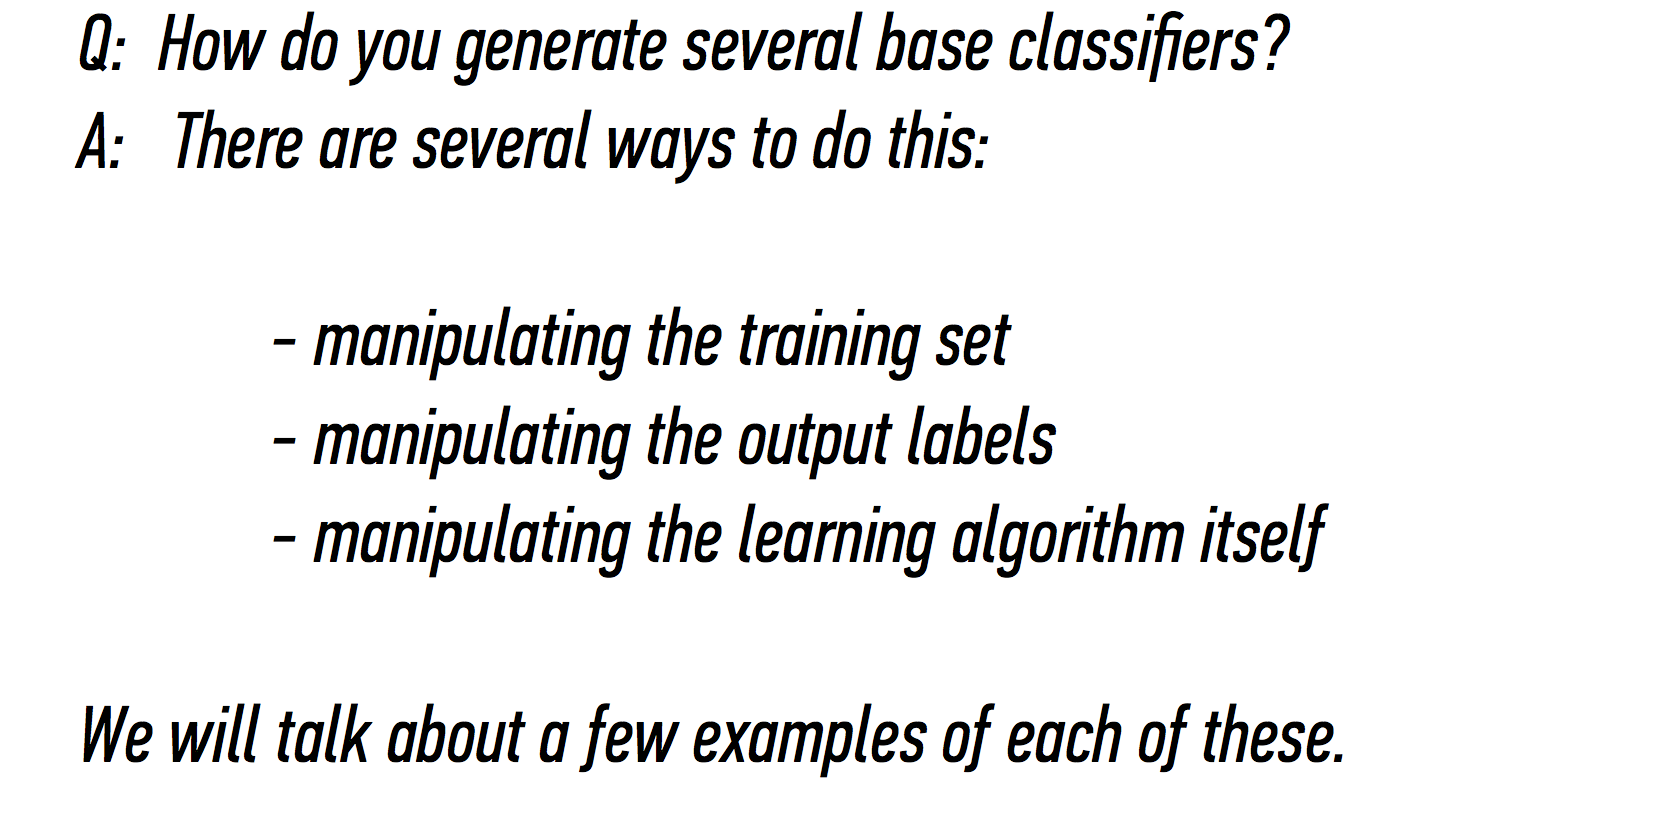 Q: How do you generate several base classifiers?
A: There are several ways to do this:
- manipulating the training set
- manipulating the output labels
- manipulating the learning algorithm itself
We will talk about a few examples of each of these.